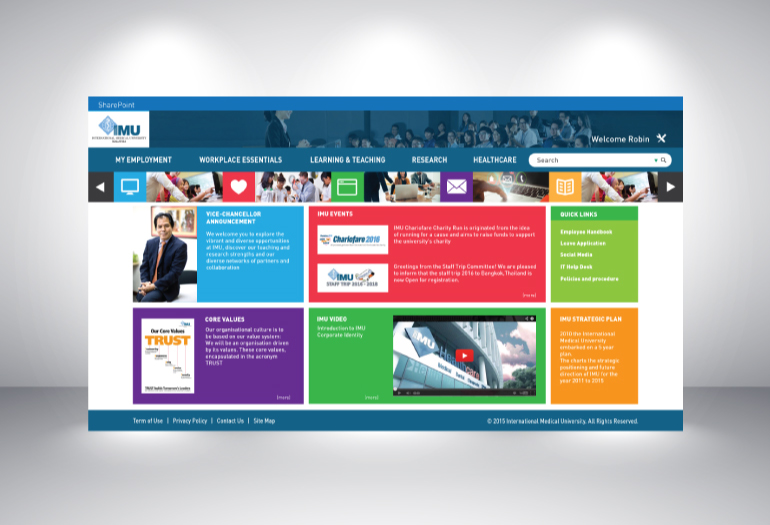 SharePoint
IMU
INTERNATIONAL MEDICAL UNIVERSITY
MALAYSIA
Welcome Robin
MY EMPLOYMENT
WORKPLACE ESSENTIALS
LEARNING & TEACHING
RESEARCH
HEALTHCARE
Search
VICE-CHANCELLOR
ANNOUNCEMENT
We welcome you to explore the
vibrant and diverse opportunities
at IMU, discover our teaching and
research strengths and our
diverse networks of partners and
collaboration
IMU EVENTS
Chariofare 2016
IMU Chariofare Charity Run is originated from the idea
of running for a cause and aims to raise funds to support
the university's charity
IMU
STAFF TRIP 2016 - 2018
Greetings from the Staff Trip Committee! We are pleased
to inform that the staff trip 2016 to Bangkok, Thailand is
now Open for registration.
(more)
QUICK LINKS
Employee Handbook
Leave Application
Social Media
IT Help Desk
Policies and procedure
Our Core Values
TRUST
CORE VALUES
Our organisational culture is to
be based on our value system.
We will be an organisation driven
by its values. These core values,
encapsulated in the acronym
TRUST
(more)
IMU VIDEO
Introduction to IMU
Corporate Identity
(more)
IMU Healthcare
IMU STRATEGIC PLAN
2010 the International
Medical University
embarked on a 5 year
plan
The charts the strategic
positioning and future
direction of IMU for the
year 2011 to 2015
Term of Use | Privacy Policy | Contact Us | Site Map
© 2015 International Medical University, All Rights Reserved.